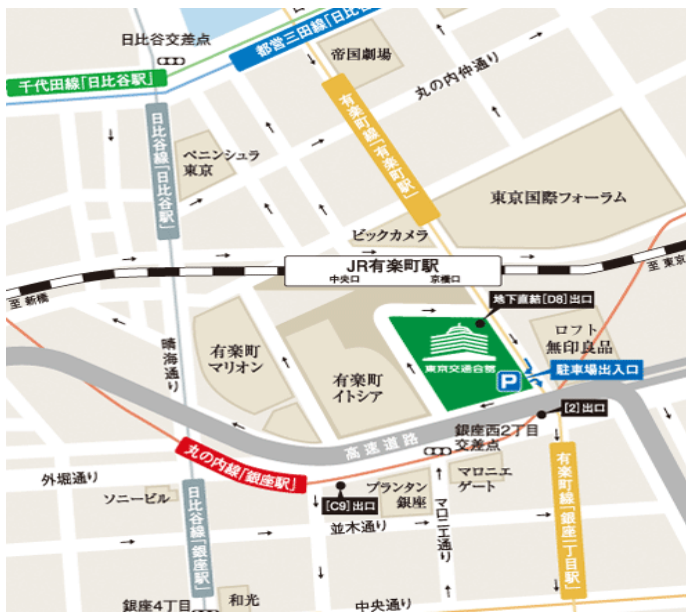 日比谷交差点
都営三田線「日比谷
千代田線「日比谷駅」
帝国劇場
丸の内仲通り
日比谷線「日比谷駅」
有楽町線「有楽町駅」
ペニンシュラ
東京
東京国際フォーラム
ビックカメラ
JR有楽町駅
中央口
京橋口
至 東京
至 新橋
地下直結[D8]出口
ロフト
無印良品
晴海通り
有楽町
マリオン
有楽町
イトシア
東京交通会館
P
駐車場出入口
[2]出口
高速道路
銀座西2丁目
交差点
丸の内線「銀座駅」
外堀通り
ソニービル
日比谷線「銀座駅」
[C9]出口
プランタン
銀座
マロニエ
ゲート
マロニエ通り
有楽町線「銀座一丁目駅」
並木通り
銀座4丁目
和光
中央通り